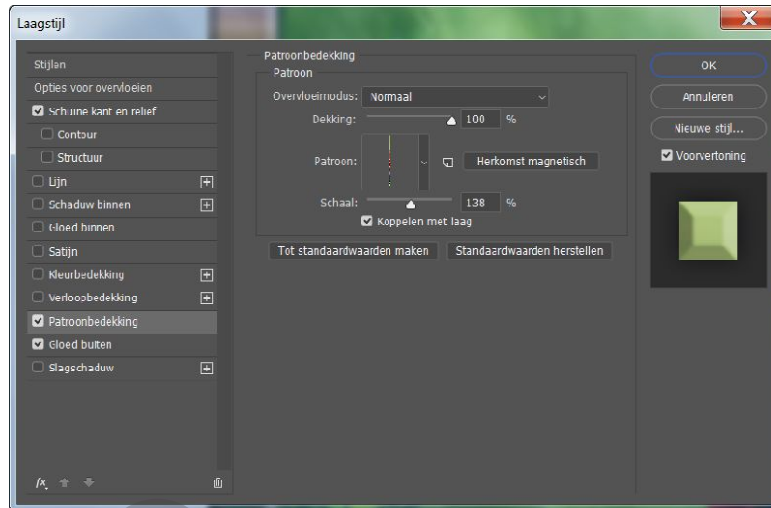 Laagstijl
Stijlen
Opties voor overvloeien
Schuine kant en reliëf
Contour
Structuur
Lijn
Schaduw binnen
Gloed binnen
Satijn
Kleurbedekking
Verloopbedekking
Patroonbedekking
Gloed buiten
Slagschaduw
fx
Patroonbedekking
Patroon
Overvloeimodus: Normaal
Dekking: 100 %
Patroon: Herkomst magnetisch
Schaal: 138 %
Koppelen met laag
Tot standaardwaarden maken Standaardwaarden herstellen
OK
Annuleren
Nieuwe stijl...
Voorvertoning